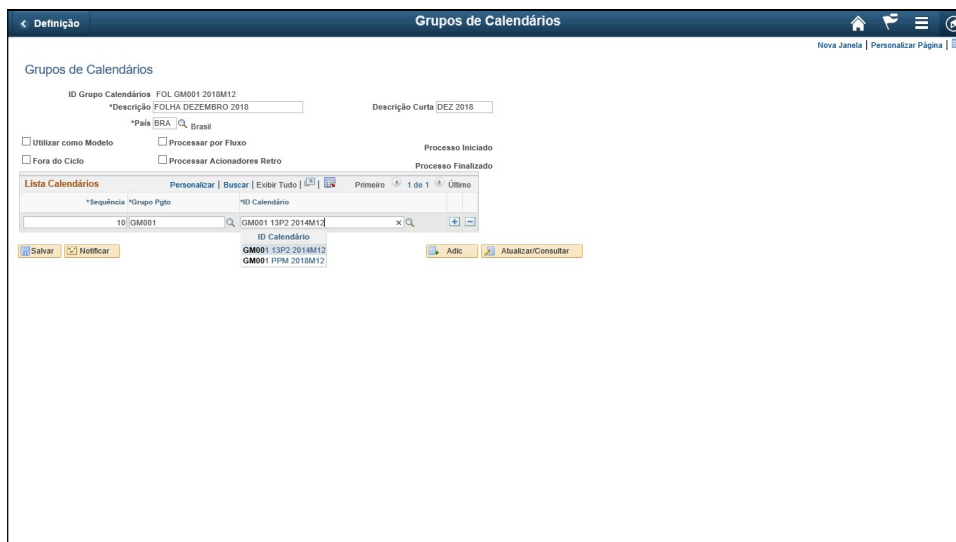 Definição
Grupos de Calendários
Nova Janela | Personalizar Página |
Grupos de Calendários
ID Grupo Calendários FOL GM001 2018M12
*Descrição FOLHA DEZEMBRO 2018 Descrição Curta DEZ 2018
*País BRA Brasil
Utilizar como Modelo Processar por Fluxo Processo Iniciado
Fora do Ciclo Processar Acionadores Retro Processo Finalizado
Lista Calendários Personalizar | Buscar | Exibir Tudo | | Primeiro 1 de 1 Último
*Sequência *Grupo Pgto *ID Calendário
10 GM001 GM001 13P2 2014M12
ID Calendário
GM001 13P2 2014M12
GM001 PPM 2018M12
Salvar Notificar Adic Atualizar/Consultar